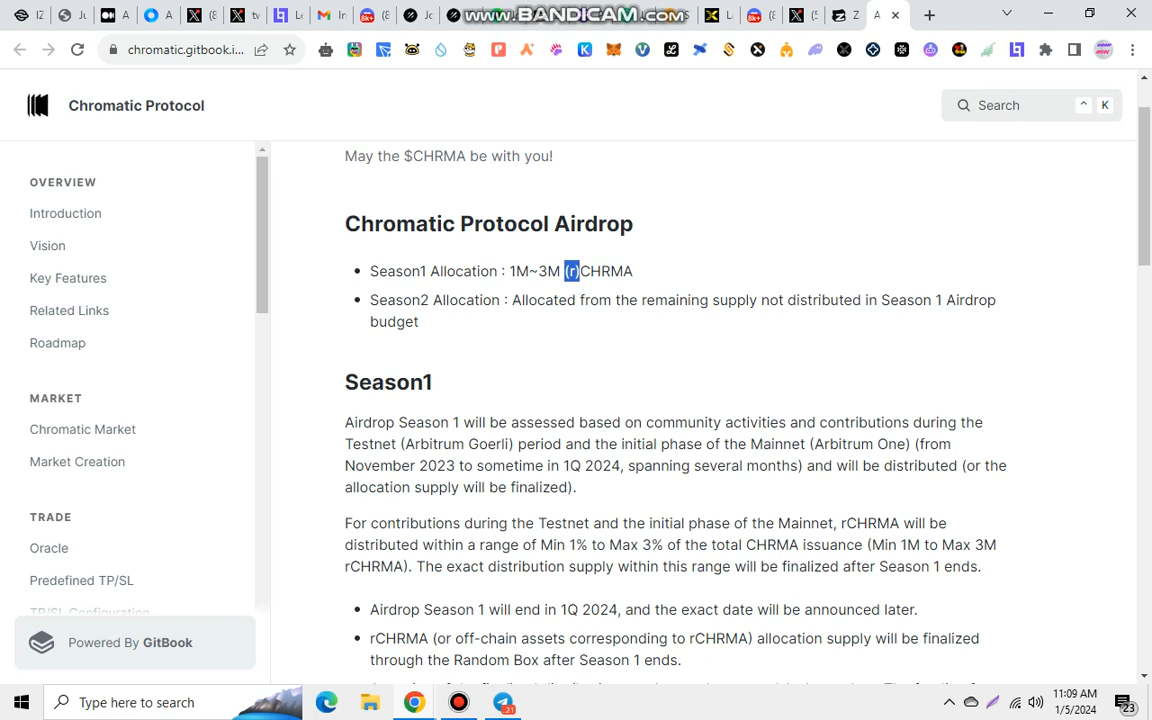 www.BANDICAM.com
chromatic.gitbook.i...
Chromatic Protocol
Search
^
K
OVERVIEW
Introduction
Vision
Key Features
Related Links
Roadmap
MARKET
Chromatic Market
Market Creation
TRADE
Oracle
Predefined TP/SL
TP/SL Configuration
Powered By GitBook
May the $CHRMA be with you!
Chromatic Protocol Airdrop
Season1 Allocation : 1M~3M (r)CHRMA
Season2 Allocation : Allocated from the remaining supply not distributed in Season 1 Airdrop
budget
Season1
Airdrop Season 1 will be assessed based on community activities and contributions during the
Testnet (Arbitrum Goerli) period and the initial phase of the Mainnet (Arbitrum One) (from
November 2023 to sometime in 1Q 2024, spanning several months) and will be distributed (or the
allocation supply will be finalized).
For contributions during the Testnet and the initial phase of the Mainnet, rCHRMA will be
distributed within a range of Min 1% to Max 3% of the total CHRMA issuance (Min 1M to Max 3M
rCHRMA). The exact distribution supply within this range will be finalized after Season 1 ends.
Airdrop Season 1 will end in 1Q 2024, and the exact date will be announced later.
rCHRMA (or off-chain assets corresponding to rCHRMA) allocation supply will be finalized
through the Random Box after Season 1 ends.
Type here to search
21
11:09 AM
1/5/2024
23